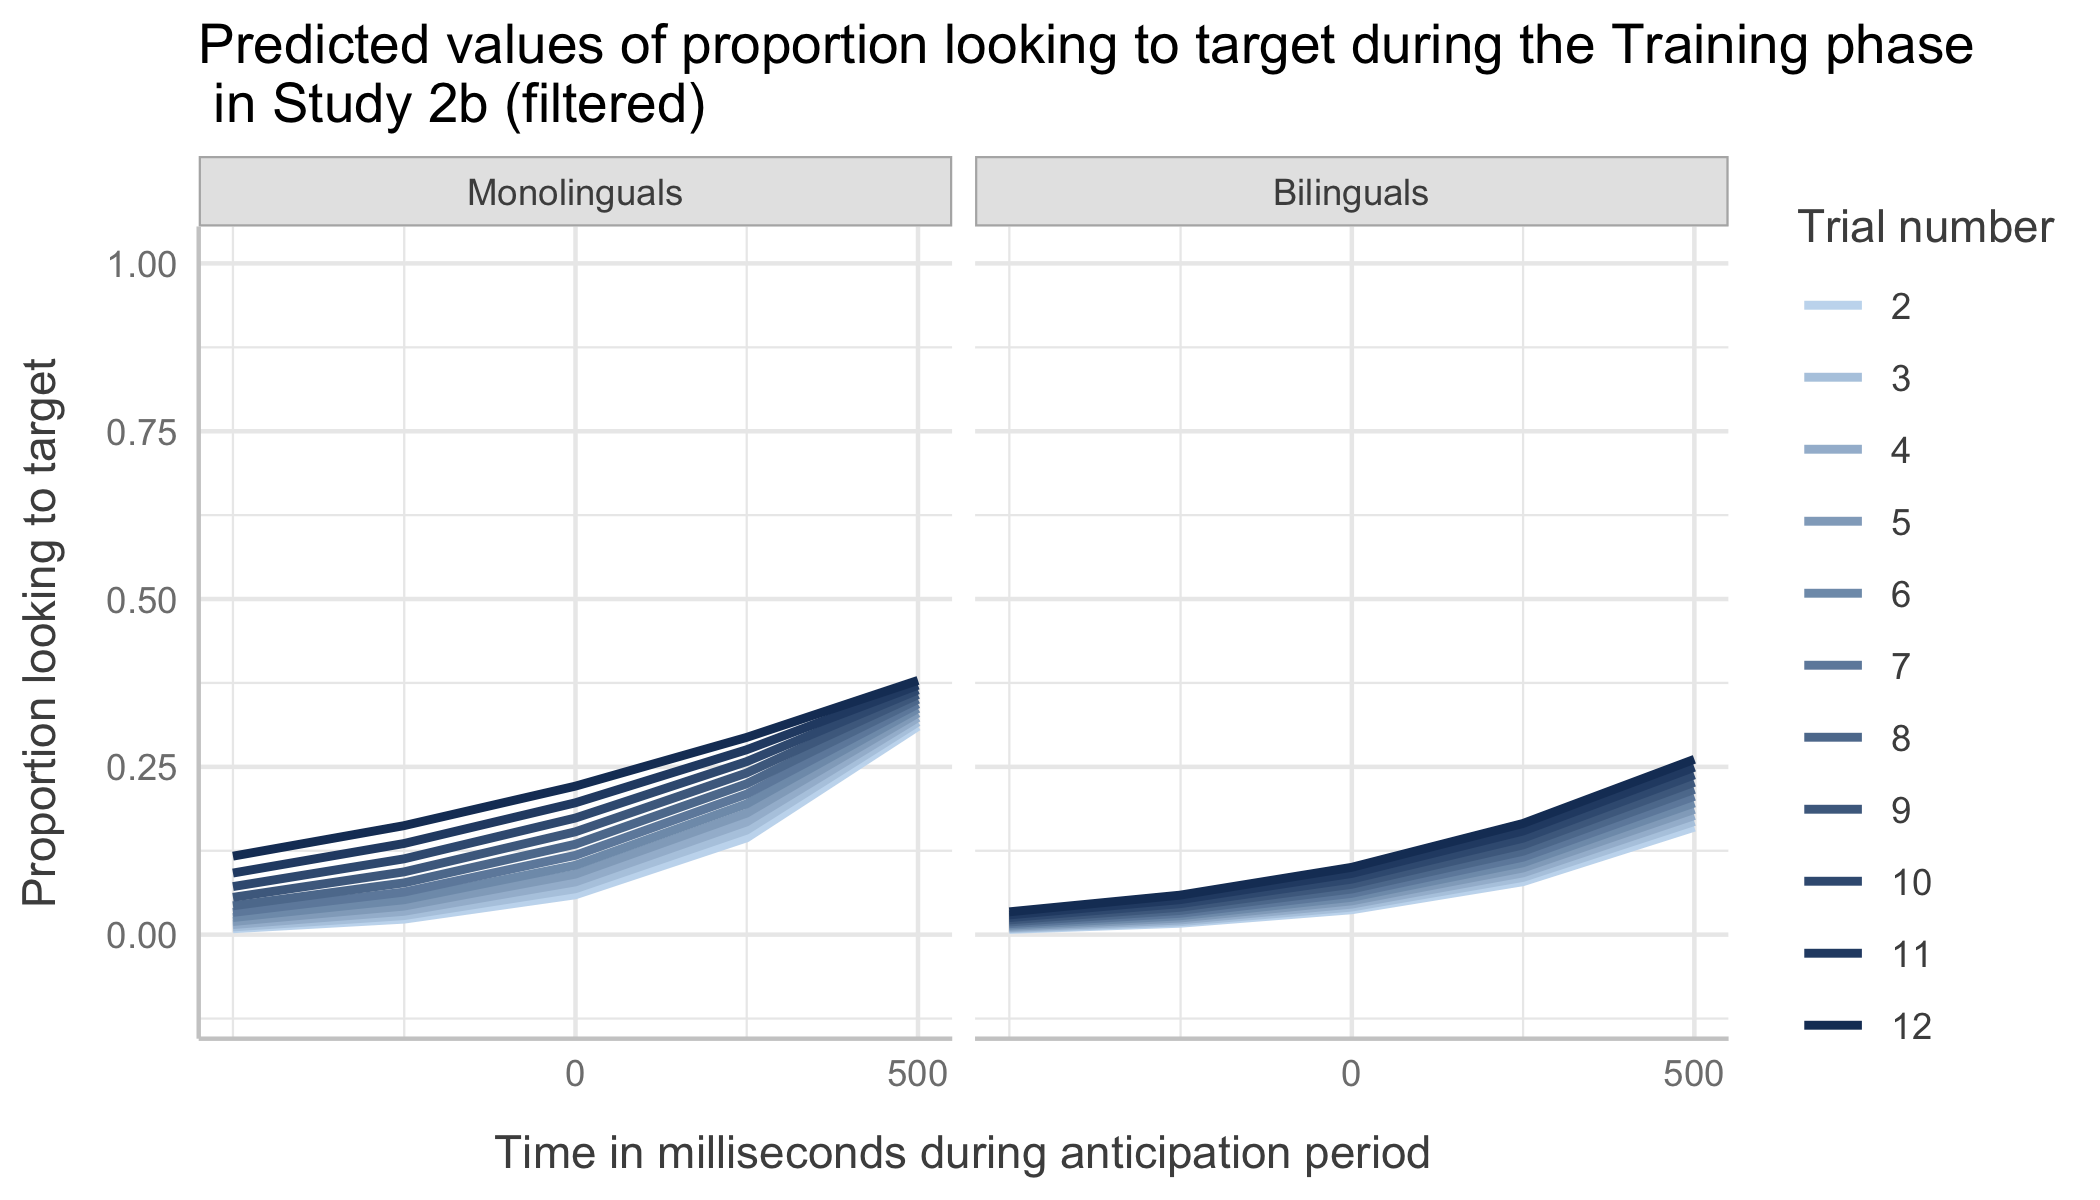 Predicted values of proportion looking to target during the Training phase
in Study 2b (filtered)
Monolinguals
Bilinguals
Proportion looking to target
1.00
0.75
0.50
0.25
0.00
0
500
0
500
Time in milliseconds during anticipation period
Trial number
2
3
4
5
6
7
8
9
10
11
12